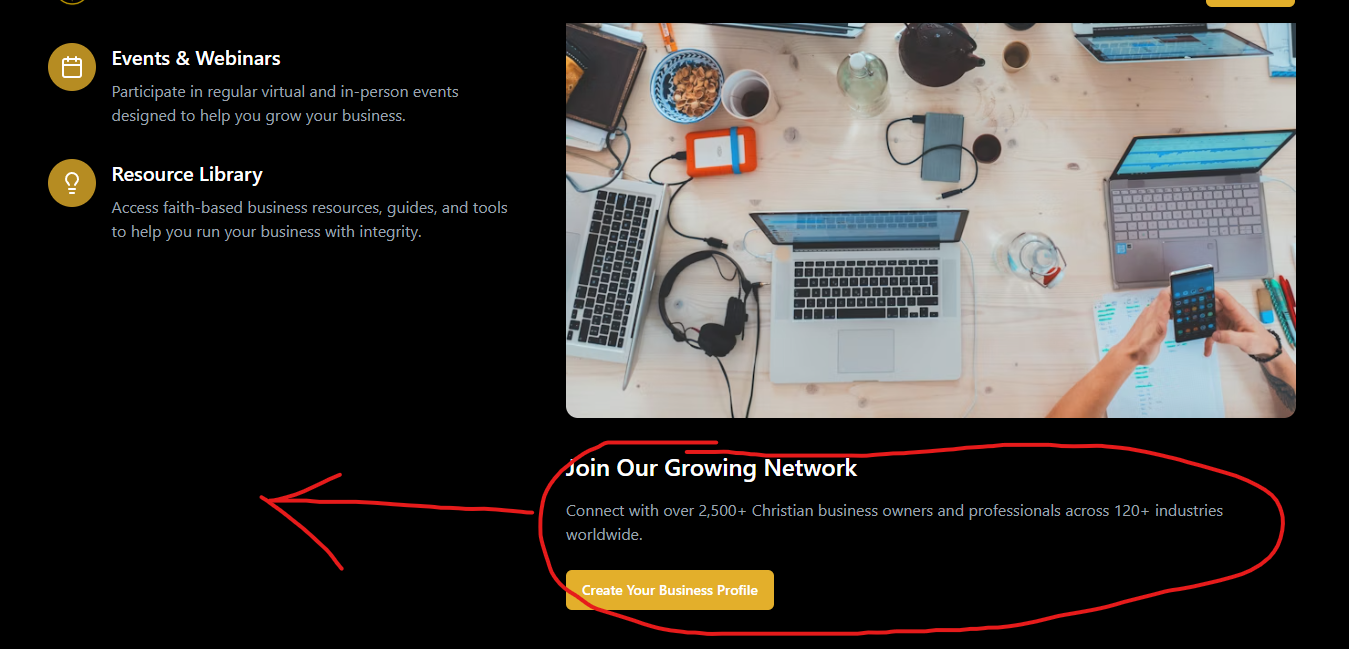 Events & Webinars
Participate in regular virtual and in-person events
designed to help you grow your business.
Resource Library
Access faith-based business resources, guides, and tools
to help you run your business with integrity.
Join Our Growing Network
Connect with over 2,500+ Christian business owners and professionals across 120+ industries
worldwide.
Create Your Business Profile